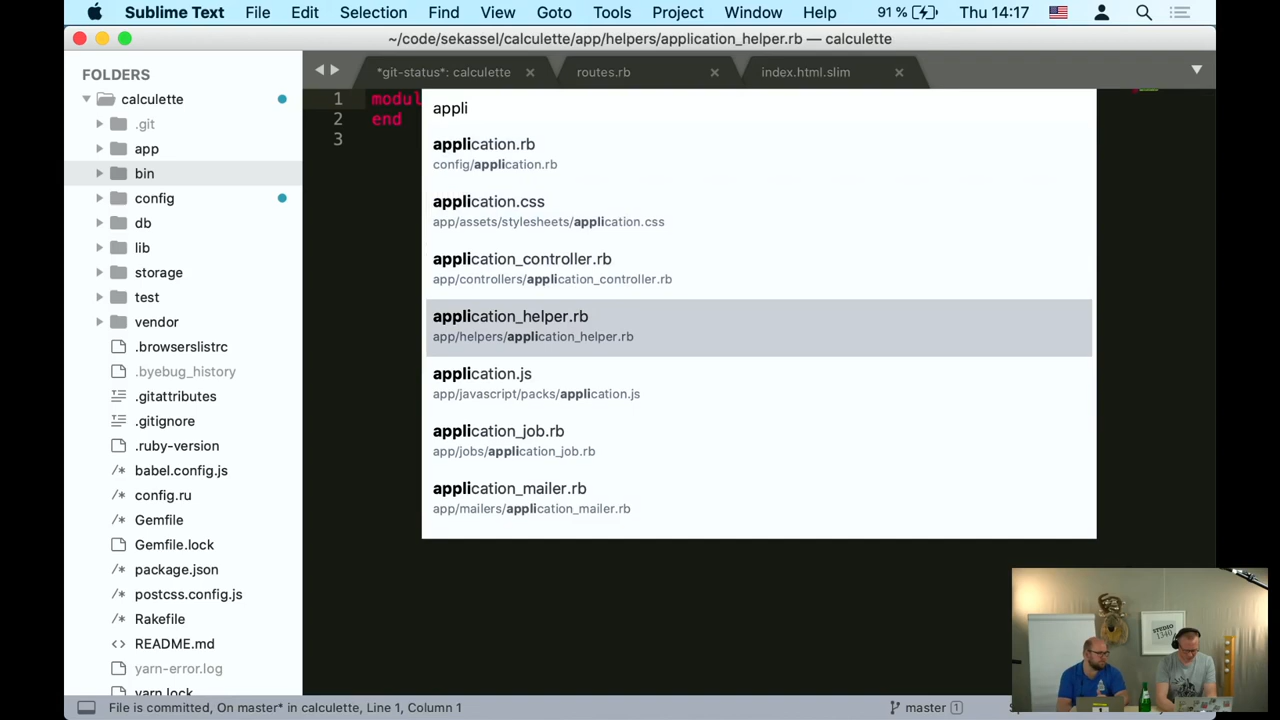 Sublime Text File Edit Selection Find View Goto Tools Project Window Help 91 % Thu 14:17
~/code/sekassel/calculette/app/helpers/application_helper.rb — calculette
FOLDERS
calculette
.git
app
bin
config
db
lib
storage
test
vendor
.browserslistrc
.byebug_history
.gitattributes
.gitignore
.ruby-version
babel.config.js
config.ru
Gemfile
Gemfile.lock
package.json
postcss.config.js
Rakefile
README.md
yarn-error.log
yarn.lock
*git-status*: calculette
routes.rb
index.html.slim
1 modul
2 end
3
appli
application.rb
config/application.rb
application.css
app/assets/stylesheets/application.css
application_controller.rb
app/controllers/application_controller.rb
application_helper.rb
app/helpers/application_helper.rb
application.js
app/javascript/packs/application.js
application_job.rb
app/jobs/application_job.rb
application_mailer.rb
app/mailers/application_mailer.rb
STUDIO
1340
File is committed, On master* in calculette, Line 1, Column 1
master 1